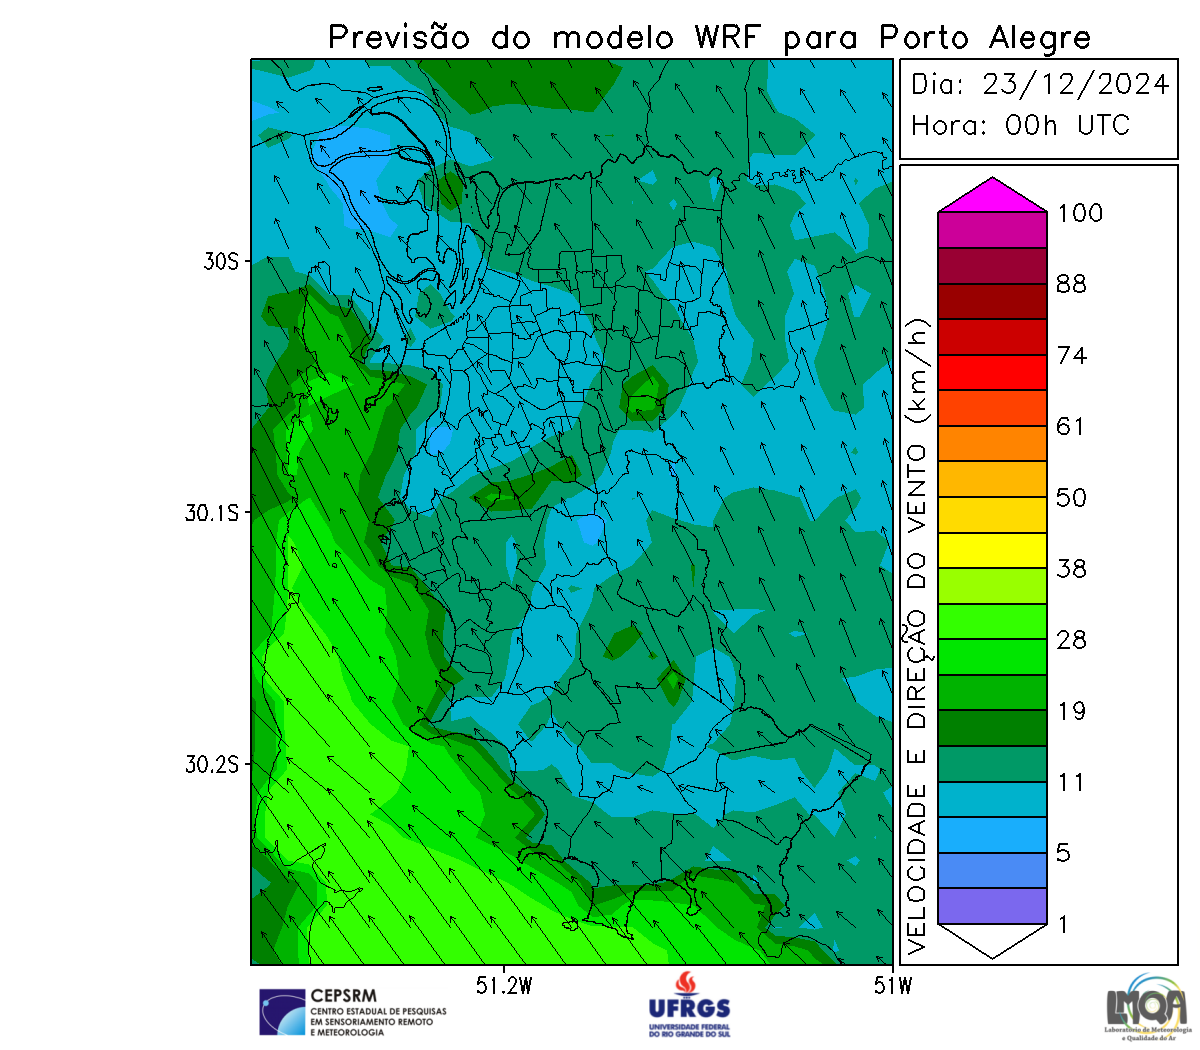 Previsão do modelo WRF para Porto Alegre
Dia: 23/12/2024
Hora: 00h UTC
100
88
74
61
50
38
28
19
11
5
1
VELOCIDADE E DIREÇÃO DO VENTO (km/h)
30S
30.1S
30.2S
51.2W
51W
CEPSRM
CENTRO ESTADUAL DE PESQUISAS
EM SENSORIAMENTO REMOTO
E METEOROLOGIA
UFRGS
UNIVERSIDADE FEDERAL
DO RIO GRANDE DO SUL
LMQA
Laboratório de Meteorologia
e Qualidade do Ar